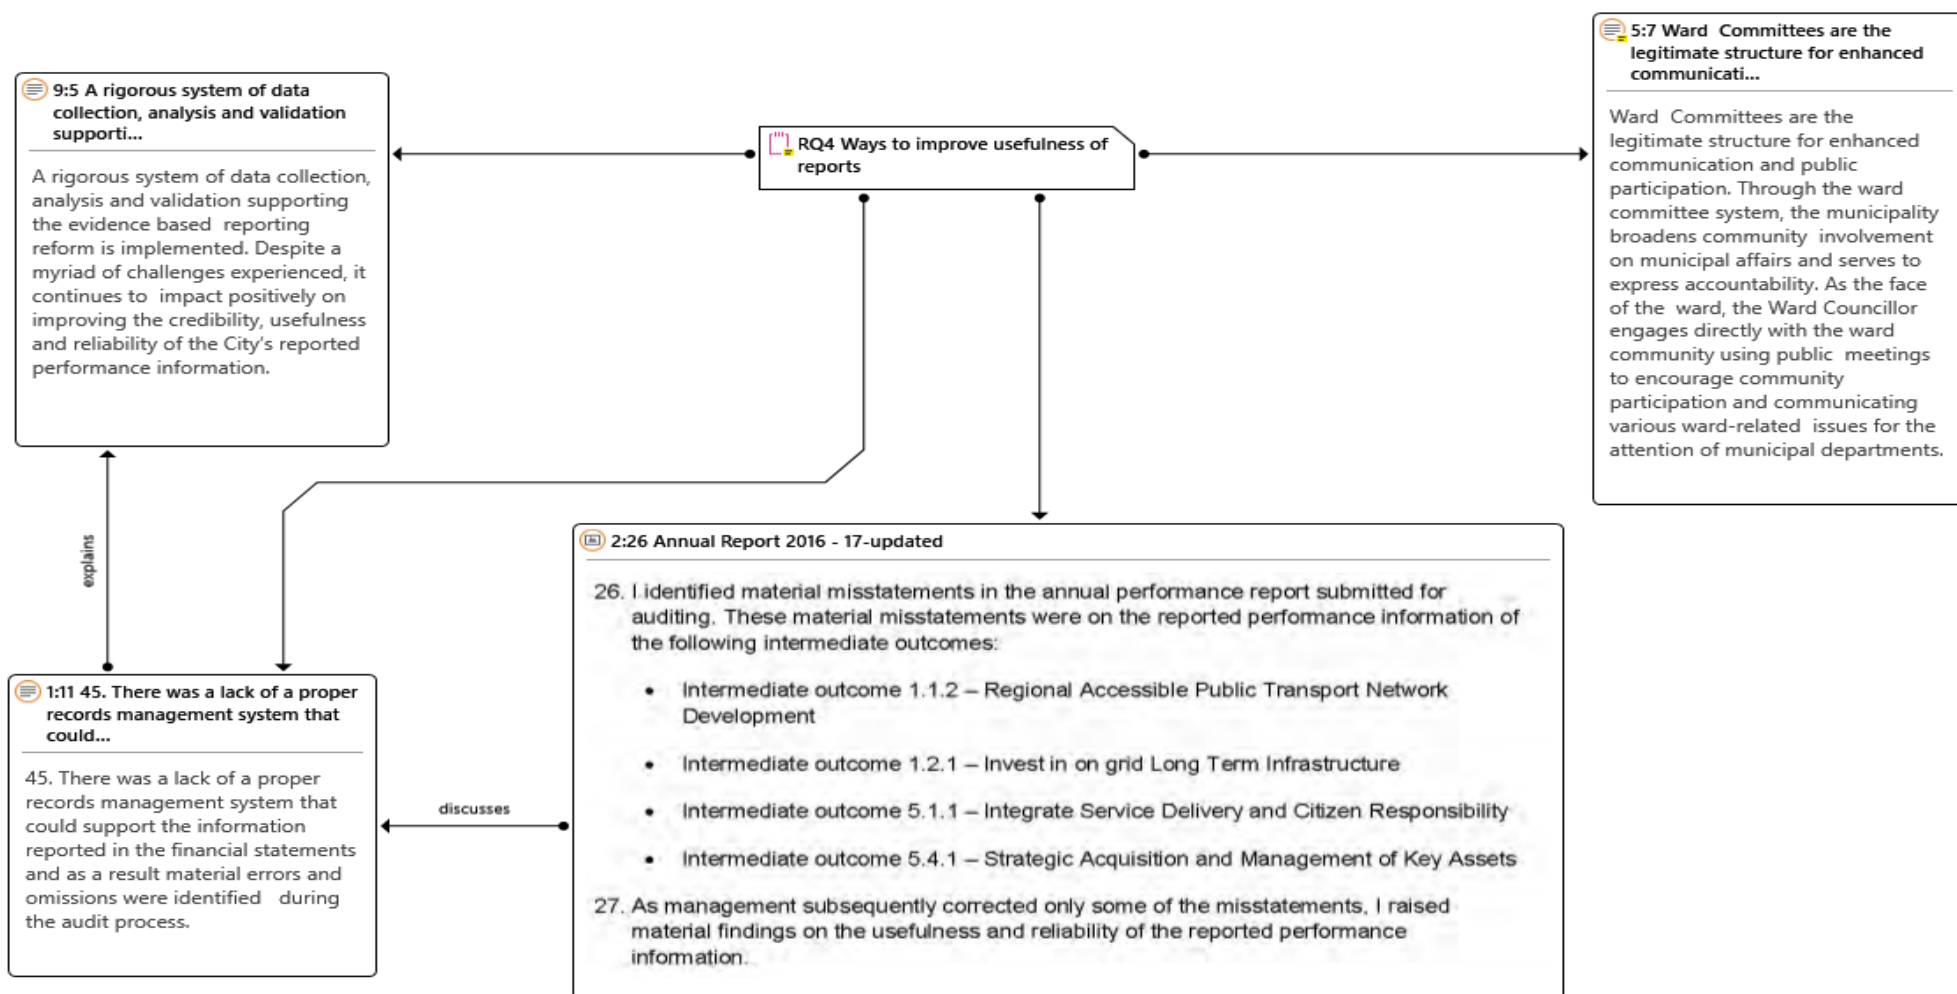 9:5 A rigorous system of data
collection, analysis and validation
supporti...
A rigorous system of data collection,
analysis and validation supporting
the evidence based reporting
reform is implemented. Despite a
myriad of challenges experienced, it
continues to impact positively on
improving the credibility, usefulness
and reliability of the City's reported
performance information.
RQ4 Ways to improve usefulness of
reports
5:7 Ward Committees are the
legitimate structure for enhanced
communicati...
Ward Committees are the
legitimate structure for enhanced
communication and public
participation. Through the ward
committee system, the municipality
broadens community involvement
on municipal affairs and serves to
express accountability. As the face
of the ward, the Ward Councillor
engages directly with the ward
community using public meetings
to encourage community
participation and communicating
various ward-related issues for the
attention of municipal departments.
explains
1:11 45. There was a lack of a proper
records management system that
could...
45. There was a lack of a proper
records management system that
could support the information
reported in the financial statements
and as a result material errors and
omissions were identified during
the audit process.
discusses
2:26 Annual Report 2016 - 17-updated
26. I identified material misstatements in the annual performance report submitted for
auditing. These material misstatements were on the reported performance information of
the following intermediate outcomes:
• Intermediate outcome 1.1.2 – Regional Accessible Public Transport Network
Development
• Intermediate outcome 1.2.1 – Invest in on grid Long Term Infrastructure
• Intermediate outcome 5.1.1 – Integrate Service Delivery and Citizen Responsibility
• Intermediate outcome 5.4.1 – Strategic Acquisition and Management of Key Assets
27. As management subsequently corrected only some of the misstatements, I raised
material findings on the usefulness and reliability of the reported performance
information.